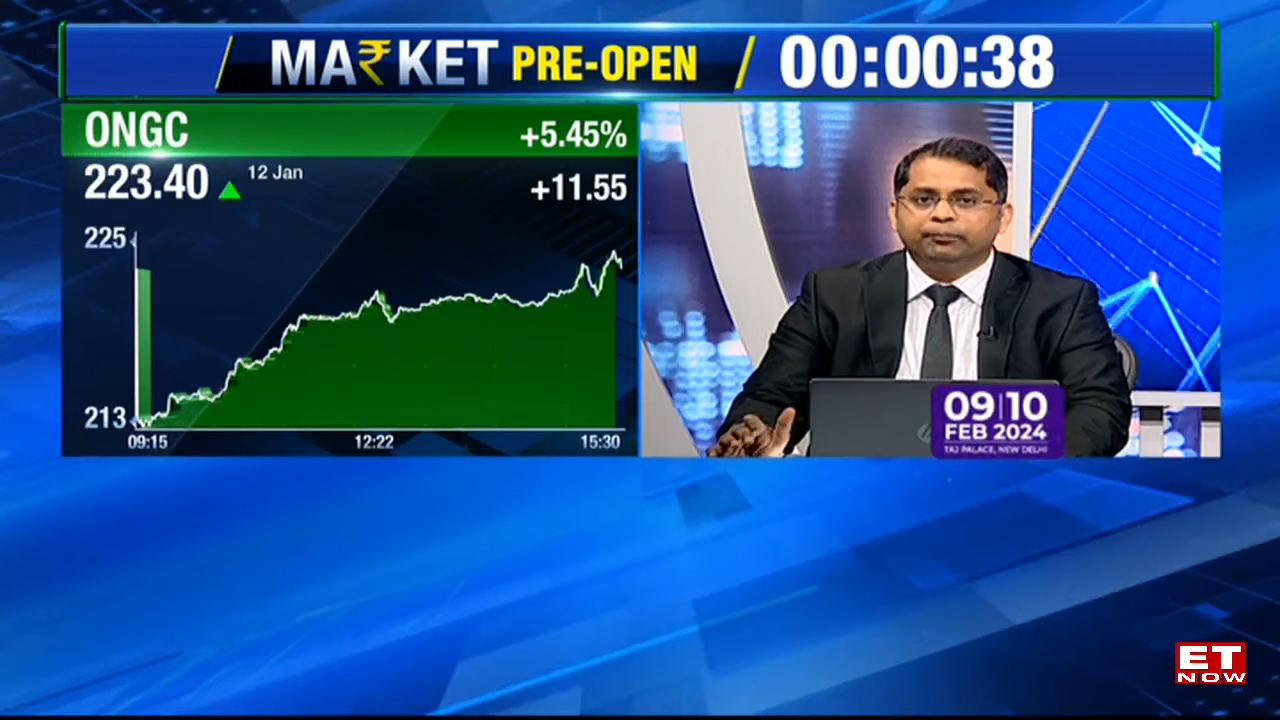 MA₹KET PRE-OPEN 00:00:38
ONGC +5.45%
223.40 12 Jan +11.55
225
213
09:15 12:22 15:30
09|10
FEB 2024
TAJ PALACE, NEW DELHI
ET
NOW